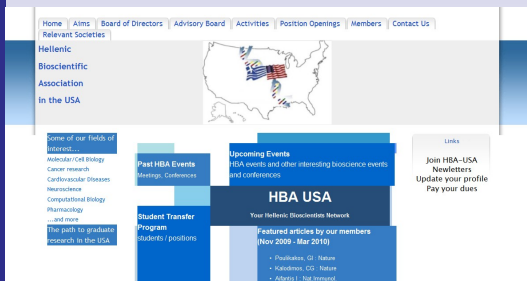 Home Aims Board of Directors Advisory Board Activities Position Openings Members Contact Us
Relevant Societies
Hellenic
Bioscientific
Association
in the USA
Some of our fields of
interest...
Molecular/Cell Biology
Cancer research
Cardiovascular Diseases
Neuroscience
Computational Biology
Pharmacology
...and more
The path to graduate
research in the USA
Past HBA Events
Meetings, Conferences
Student Transfer
Program
students / positions
Upcoming Events
HBA events and other interesting bioscience events
and conferences
HBA USA
Your Hellenic Bioscientists Network
Featured articles by our members
(Nov 2009 - Mar 2010)
• Poulikakos, GI : Nature
• Kalodimos, CG : Nature
• Aifantis I : Nat Immunol
Links
Join HBA-USA
Newletters
Update your profile
Pay your dues